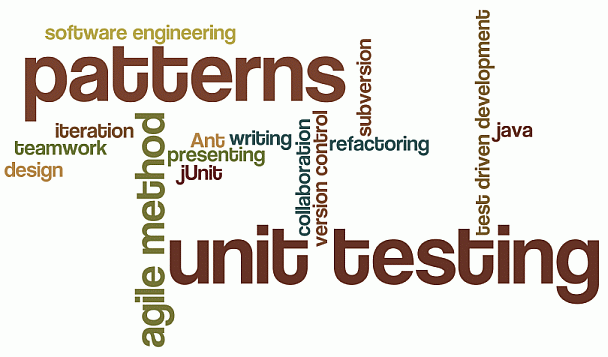 software engineering
patterns
subversion
test driven development
iteration
teamwork
design
agile method
Ant
writing
presenting
jUnit
collaboration
version control
refactoring
java
unit testing